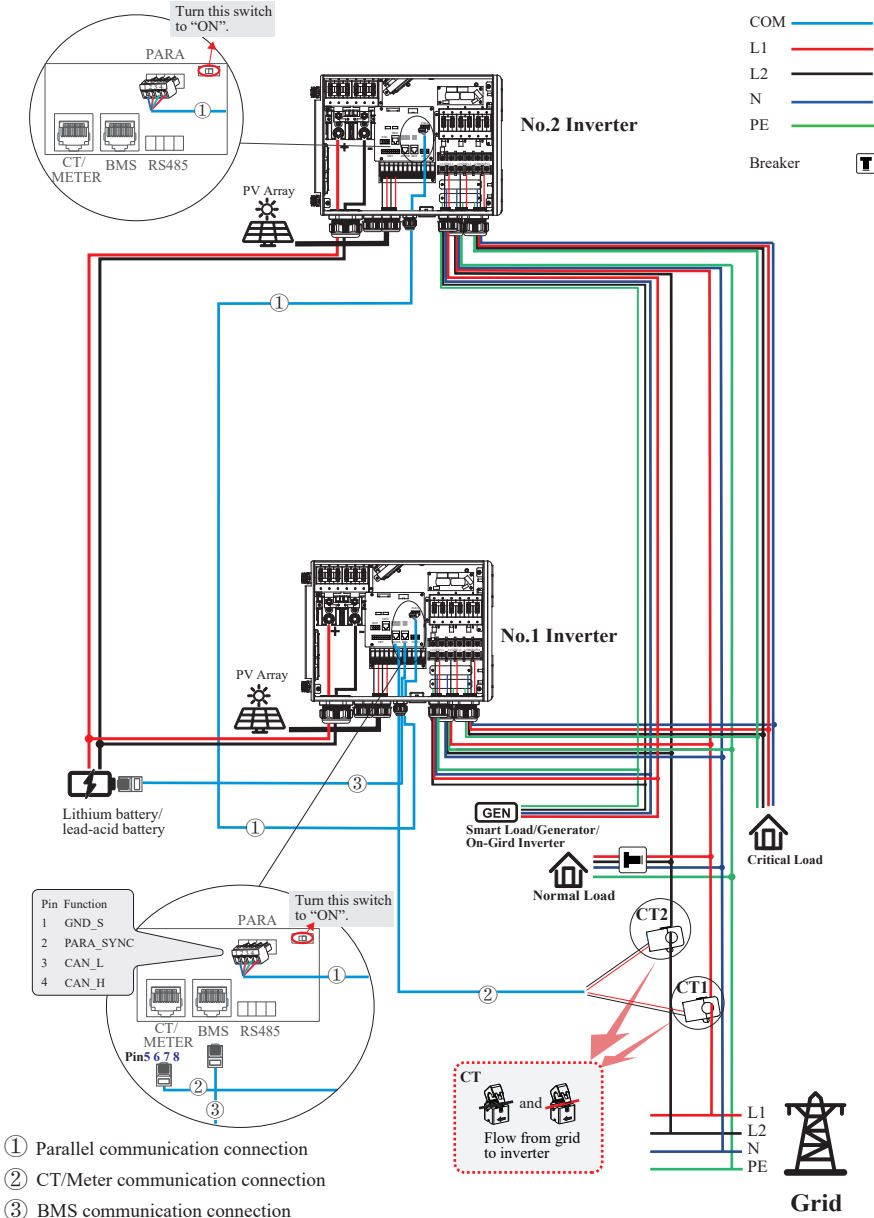 Turn this switch
to “ON”.
PARA
①
CT/
METER
BMS
RS485
COM
L1
L2
N
PE
Breaker
No.2 Inverter
PV Array
+
-
①
No.1 Inverter
PV Array
+
-
③
Lithium battery/
lead-acid battery
①
GEN
Smart Load/Generator/
On-Gird Inverter
Normal Load
Critical Load
Pin Function
1 GND_S
2 PARA_SYNC
3 CAN_L
4 CAN_H
PARA
Turn this switch
to “ON”.
①
CT/
METER
BMS
RS485
Pin5 6 7 8
②
③
②
CT2
CT1
CT
and
Flow from grid
to inverter
L1
L2
N
PE
Grid
① Parallel communication connection
② CT/Meter communication connection
③ BMS communication connection